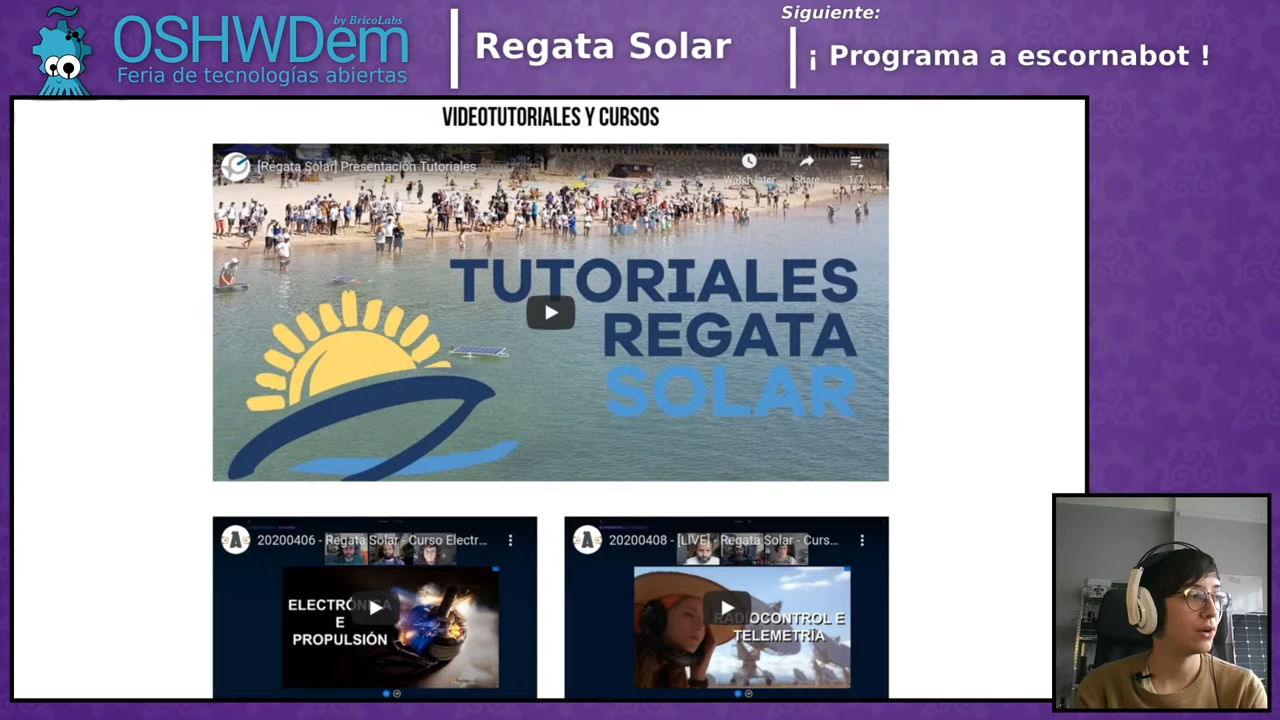 by BricoLabs
OSHWDem
Feria de tecnologías abiertas
Regata Solar
Siguiente:
¡ Programa a escornabot !
VIDEOTUTORIALES Y CURSOS
[Regata Solar] Presentación Tutoriales
Watch later
Share
1/7
TUTORIALES
REGATA
SOLAR
20200406 - Regata Solar - Curso Electr...
ELECTRÓNICA
E
PROPULSIÓN
20200408 - [LIVE] - Regata Solar - Curs...
RADIOCONTROL E
TELEMETRÍA